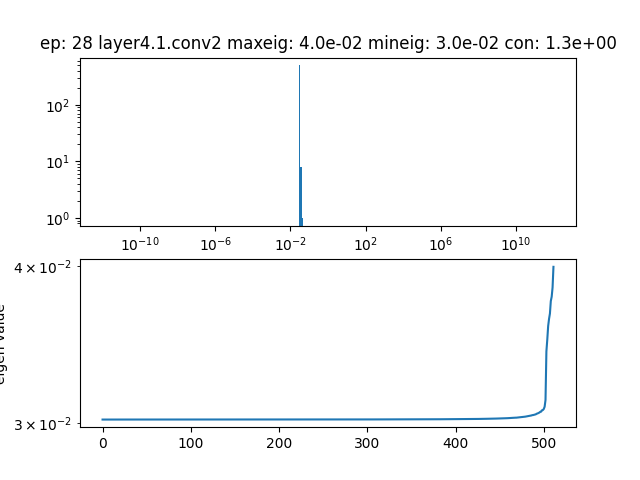 ep: 28 layer4.1.conv2 maxeig: 4.0e-02 mineig: 3.0e-02 con: 1.3e+00
10²
10¹
10⁰
10⁻¹⁰ 10⁻⁶ 10⁻² 10² 10⁶ 10¹⁰
4 × 10⁻²
eigen value
3 × 10⁻²
0 100 200 300 400 500